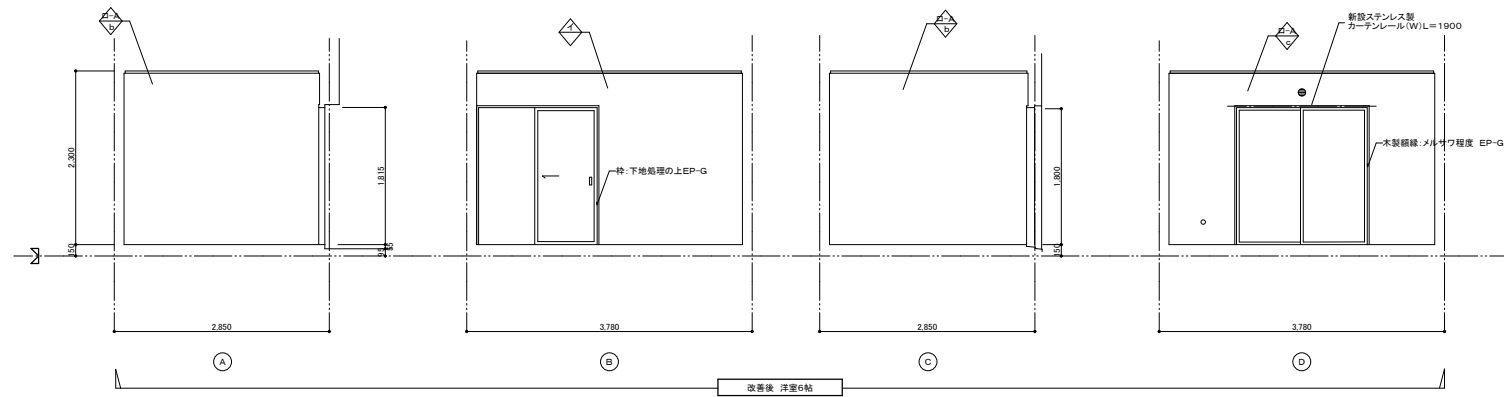 ロ-A
b
イ
ロ-A
b
ロ-A
c
新設ステンレス製
カーテンレール(W)L=1900
2,300
150
1,815
95
55
枠:下地処理の上EP-G
1,800
150
木製額縁:メルサワ程度 EP-G
2,850
3,780
2,850
3,780
A
B
C
D
改善後 洋室6帖